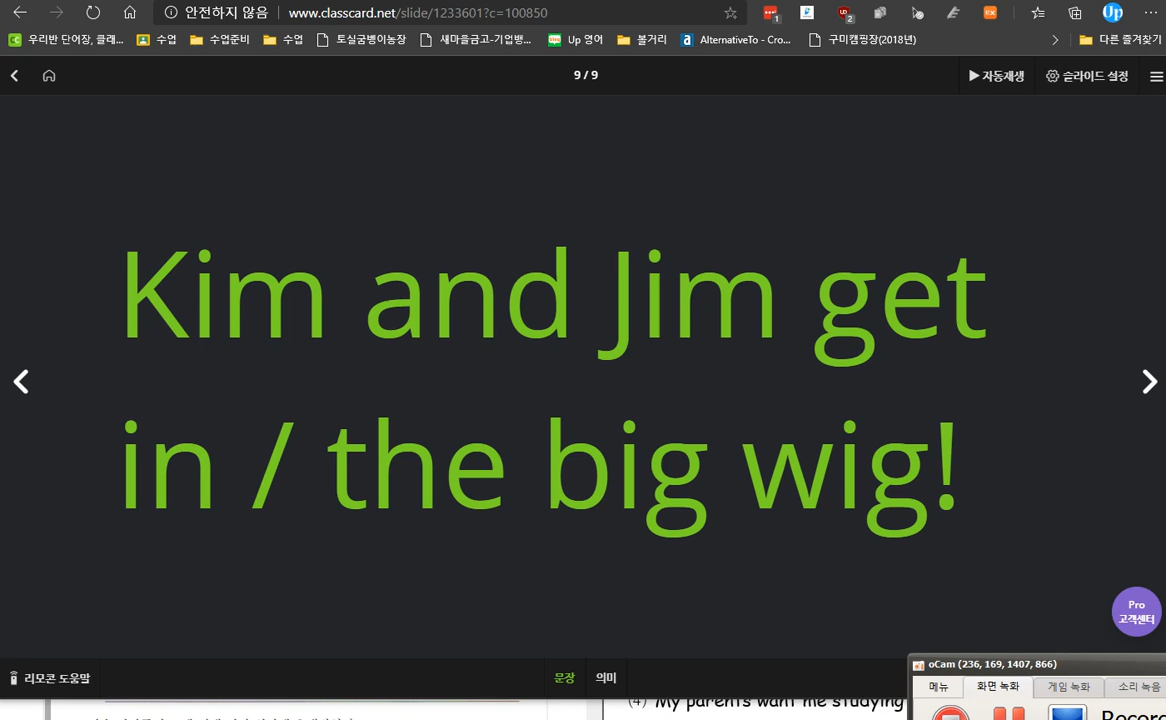 안전하지 않음 www.classcard.net/slide/1233601?c=100850
1 2 Up
우리반 단어장, 클래... 수업 수업준비 수업 토실굼벵이농장 새마을금고-기업뱅... Up 영어 볼거리 AlternativeTo - Cro... 구미캠핑장(2018년) 다른 즐겨찾기
9 / 9 자동재생 슬라이드 설정
Kim and Jim get
in / the big wig!
Pro
고객센터
리모콘 도움말 문장 의미
oCam (236, 169, 1407, 866)
메뉴 화면 녹화 게임 녹화 소리 녹음
(4) My parents want me studying
Record